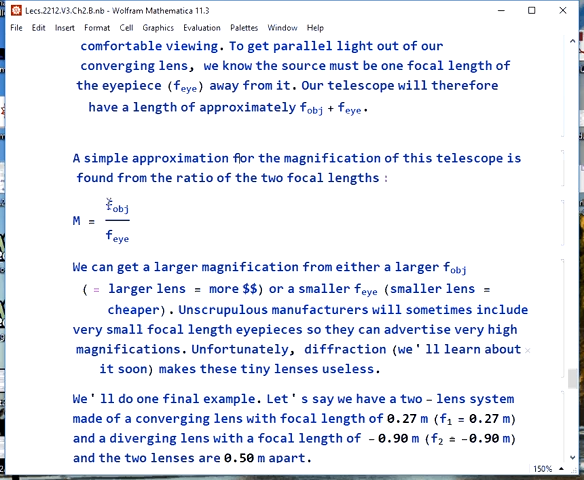 Lecs.2212.V3.Ch2.B.nb - Wolfram Mathematica 11.3
File Edit Insert Format Cell Graphics Evaluation Palettes Window Help
comfortable viewing. To get parallel light out of our
converging lens, we know the source must be one focal length of
the eyepiece (feye) away from it. Our telescope will therefore
have a length of approximately fobj + feye.
A simple approximation for the magnification of this telescope is
found from the ratio of the two focal lengths :
M = fobj
feye
We can get a larger magnification from either a larger fobj
( = larger lens = more $$) or a smaller feye (smaller lens =
cheaper). Unscrupulous manufacturers will sometimes include
very small focal length eyepieces so they can advertise very high
magnifications. Unfortunately, diffraction (we'll learn about
it soon) makes these tiny lenses useless.
We'll do one final example. Let's say we have a two - lens system
made of a converging lens with focal length of 0.27 m (f1 = 0.27 m)
and a diverging lens with a focal length of -0.90 m (f2 = -0.90 m)
and the two lenses are 0.50 m apart.
150%